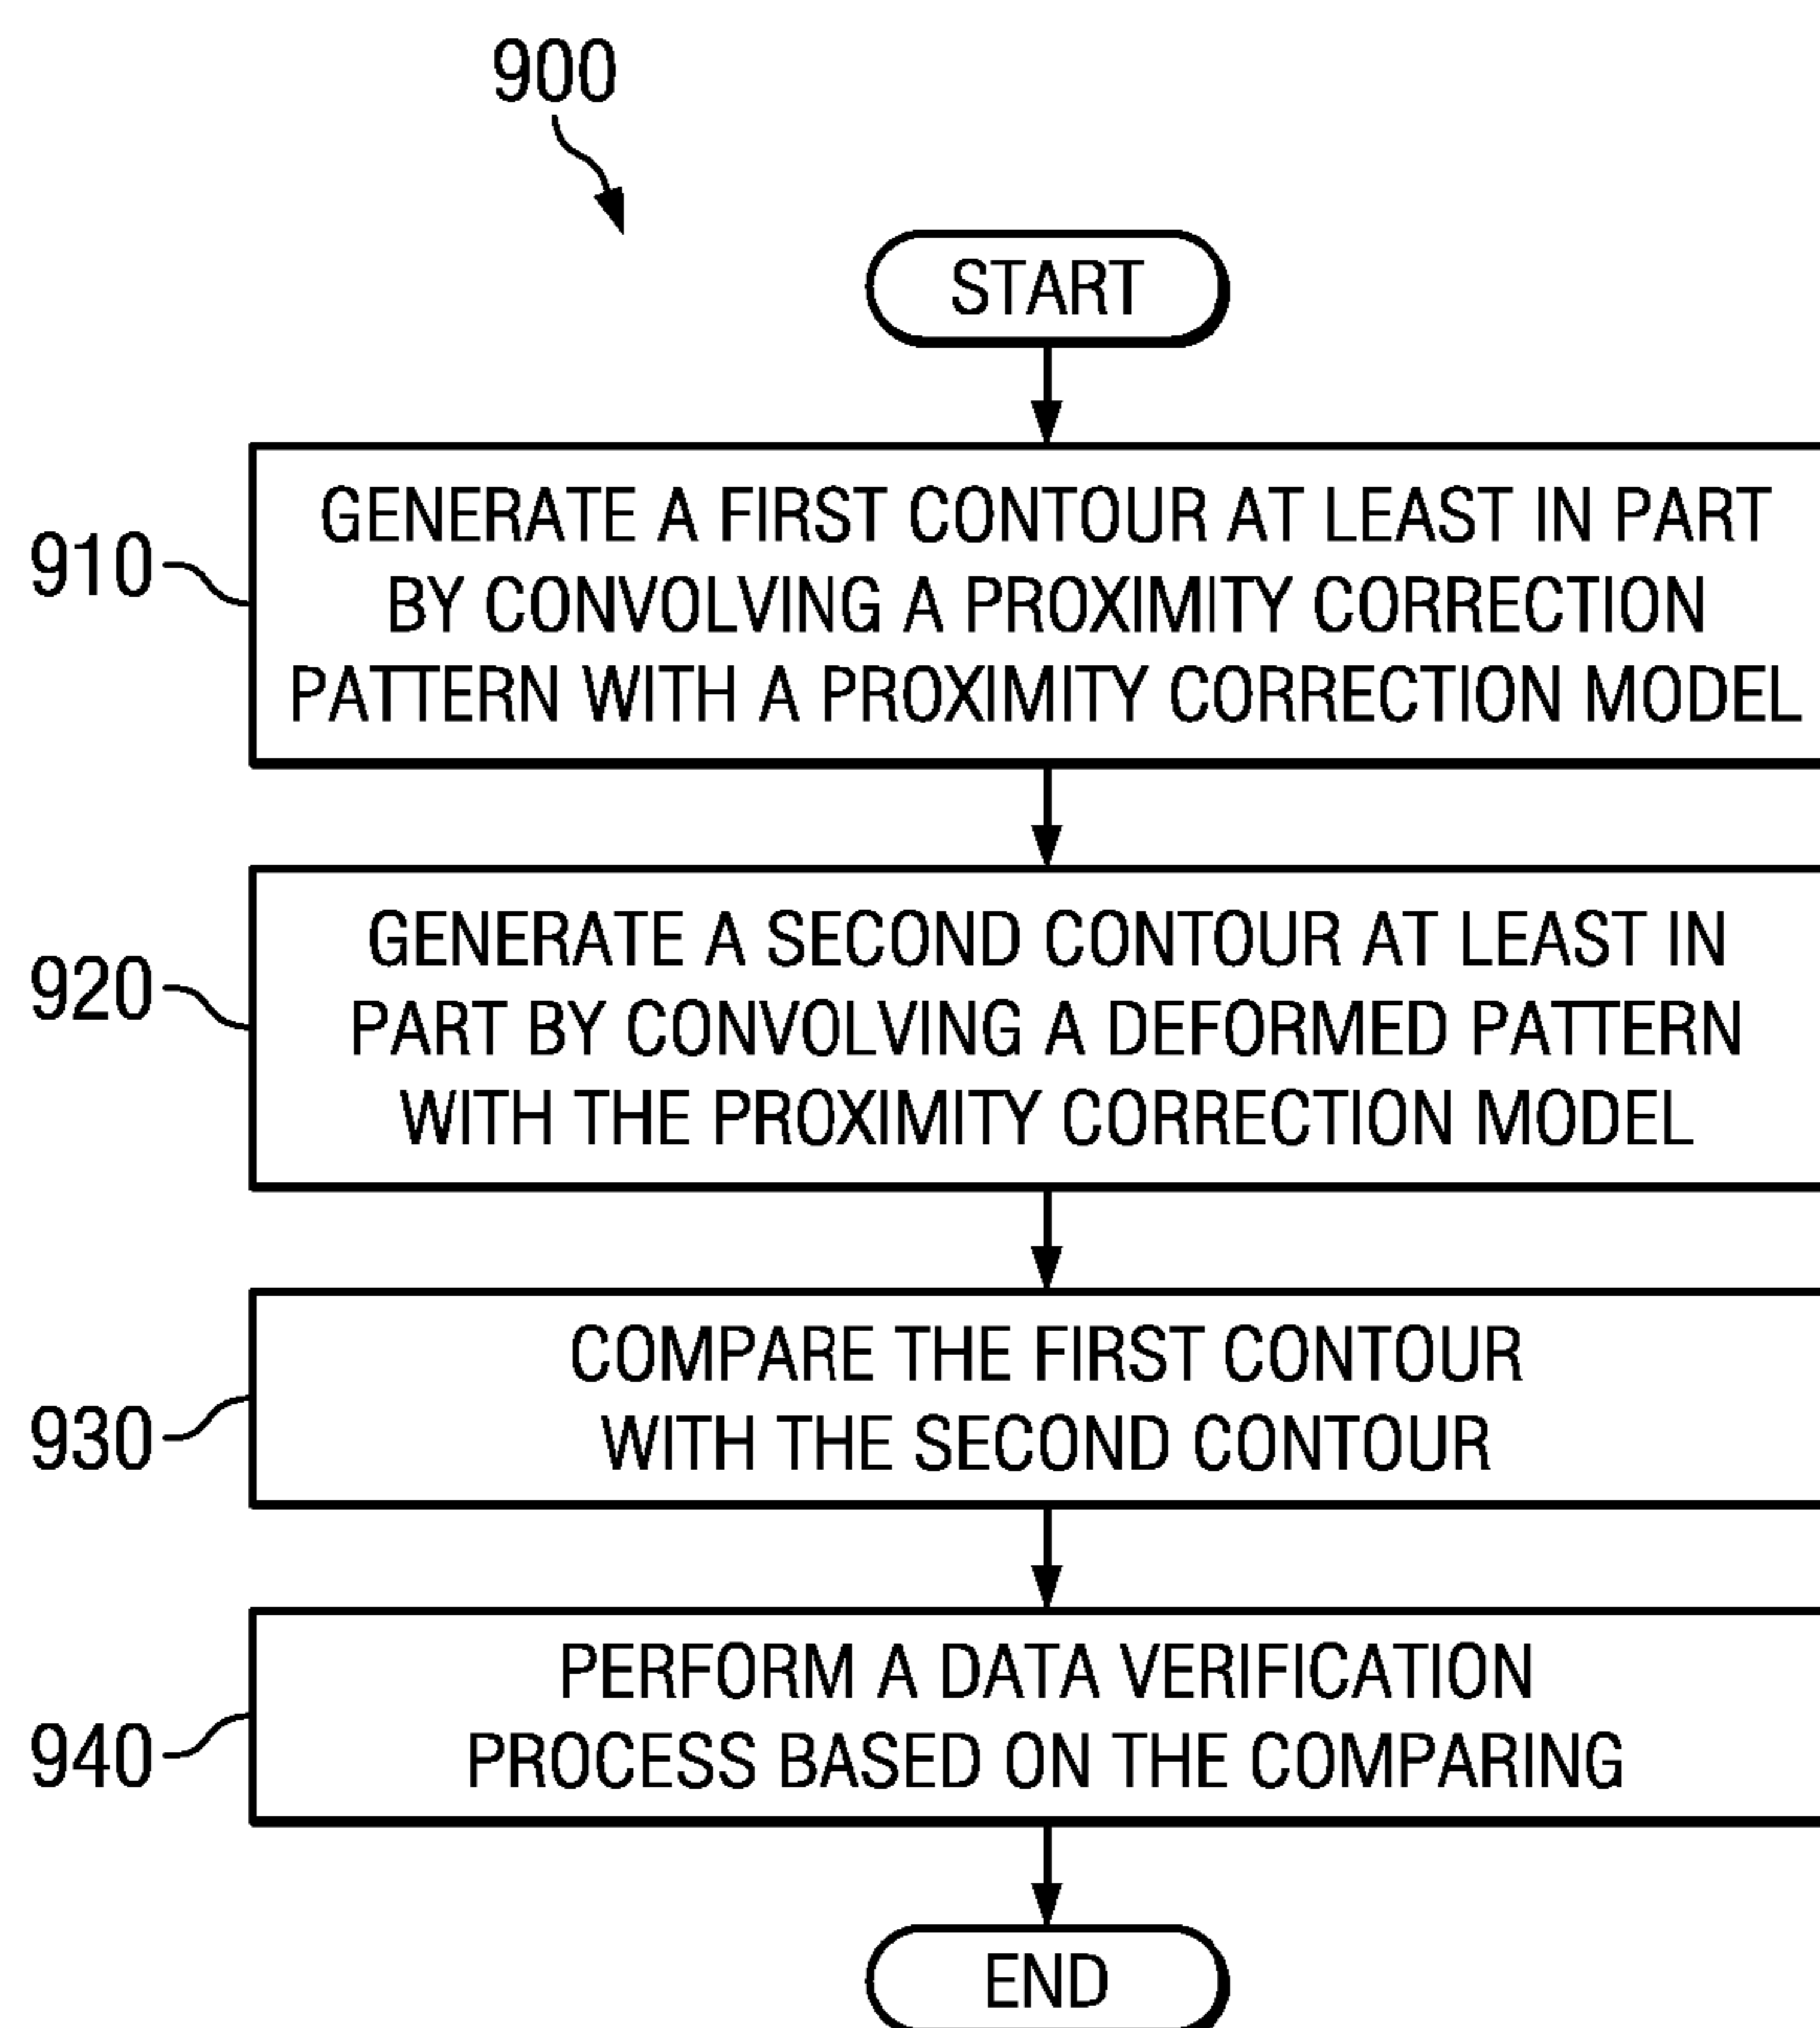 900
START
910
GENERATE A FIRST CONTOUR AT LEAST IN PART
BY CONVOLVING A PROXIMITY CORRECTION
PATTERN WITH A PROXIMITY CORRECTION MODEL
920
GENERATE A SECOND CONTOUR AT LEAST IN
PART BY CONVOLVING A DEFORMED PATTERN
WITH THE PROXIMITY CORRECTION MODEL
930
COMPARE THE FIRST CONTOUR
WITH THE SECOND CONTOUR
940
PERFORM A DATA VERIFICATION
PROCESS BASED ON THE COMPARING
END